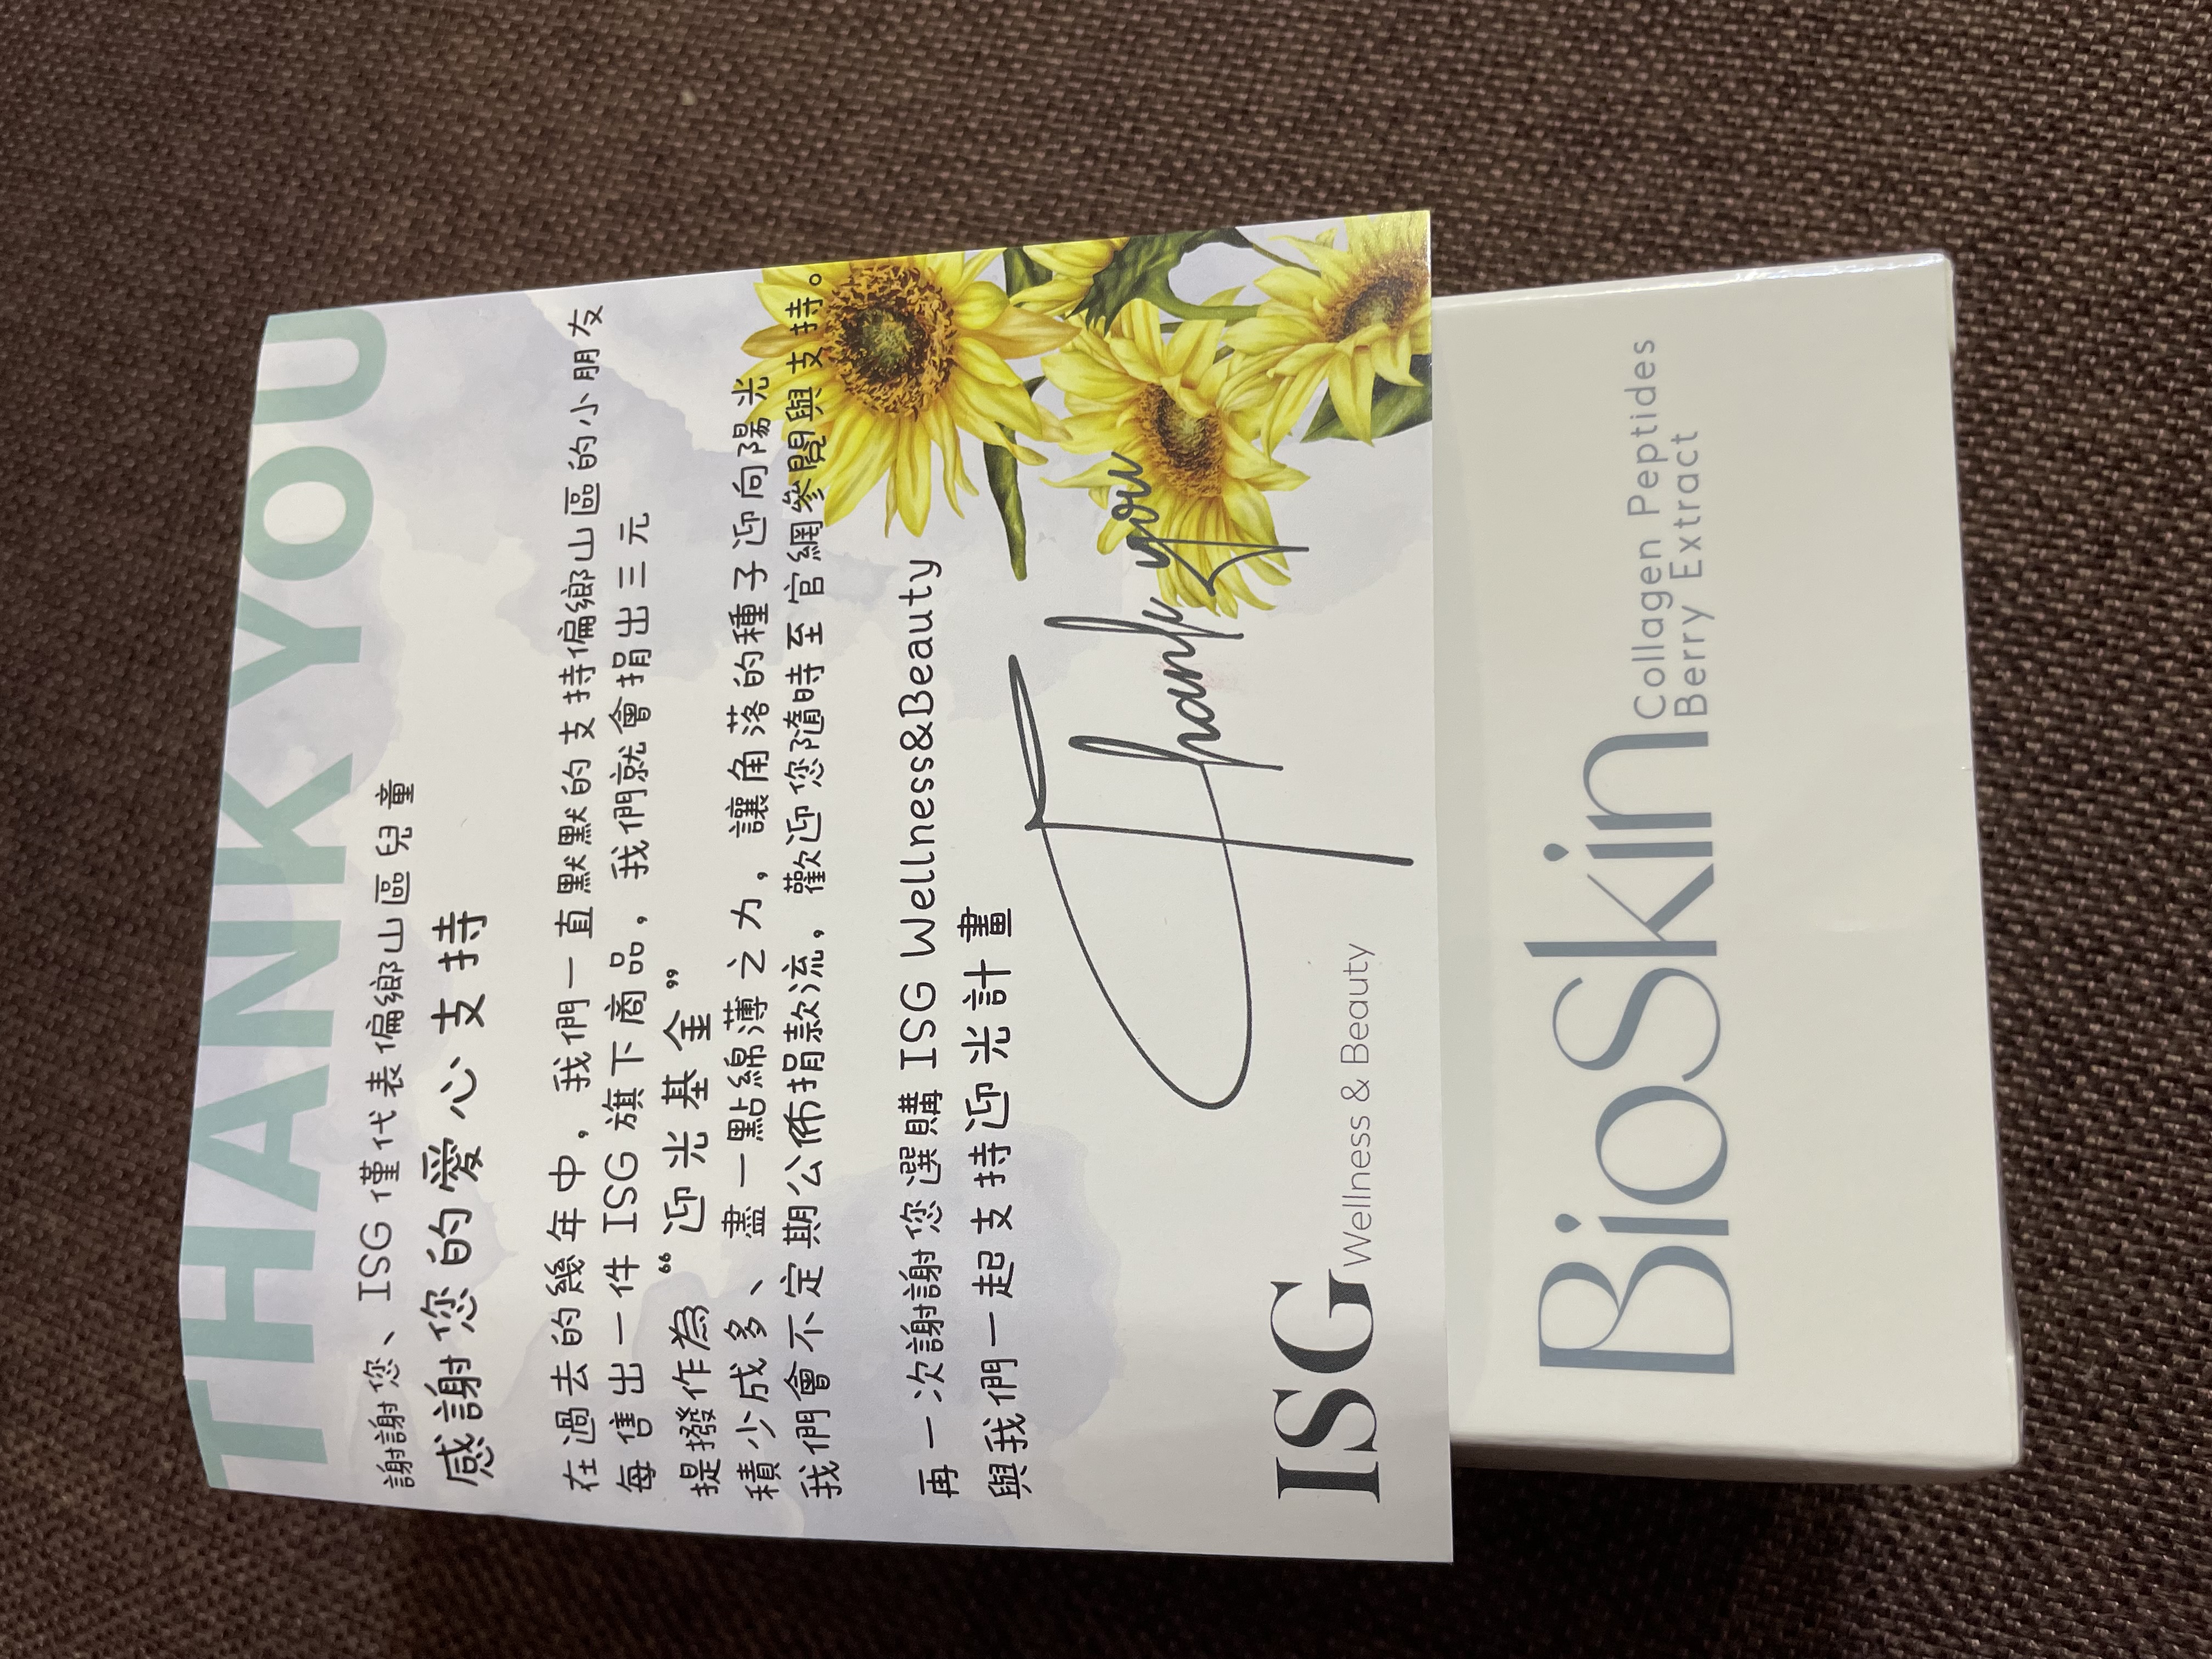 THANK YOU
謝謝您、ISG 僅代表偏鄉山區兒童
感謝您的愛心支持
在過去的幾年中，我們一直默默的支持偏鄉山區的小朋友
每售出一件 ISG 旗下商品，我們就會捐出三元
提撥作為 “迎光基金”
積少成多、盡一點綿薄之力，讓角落的種子迎向陽光
我們會不定期公佈捐款流，歡迎您隨時至官網參閱與支持。
再一次謝謝您選購 ISG Wellness&Beauty
與我們一起支持迎光計畫
Thank you
ISG Wellness & Beauty
BioSkin Collagen Peptides
Berry Extract